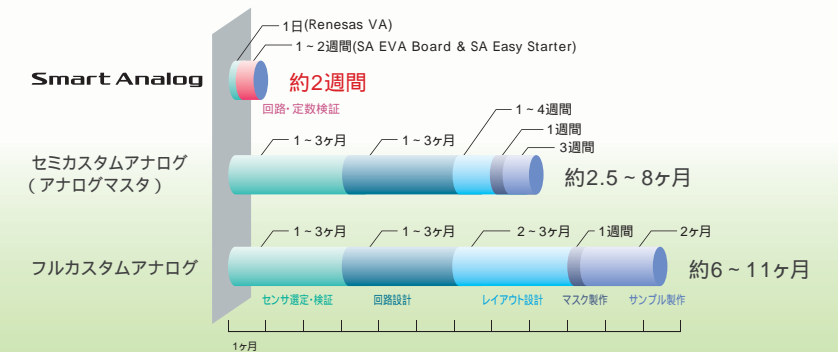 1日(Renesas VA)
1~2週間(SA EVA Board & SA Easy Starter)
Smart Analog
約2週間
回路・定数検証
1~4週間
1週間
3週間
1~3ヶ月
1~3ヶ月
セミカスタムアナログ
(アナログマスタ)
約2.5~8ヶ月
1~3ヶ月
1~3ヶ月
2~3ヶ月
1週間
2ヶ月
フルカスタムアナログ
約6~11ヶ月
センサ選定・検証
回路設計
レイアウト設計
マスク製作
サンプル製作
1ヶ月